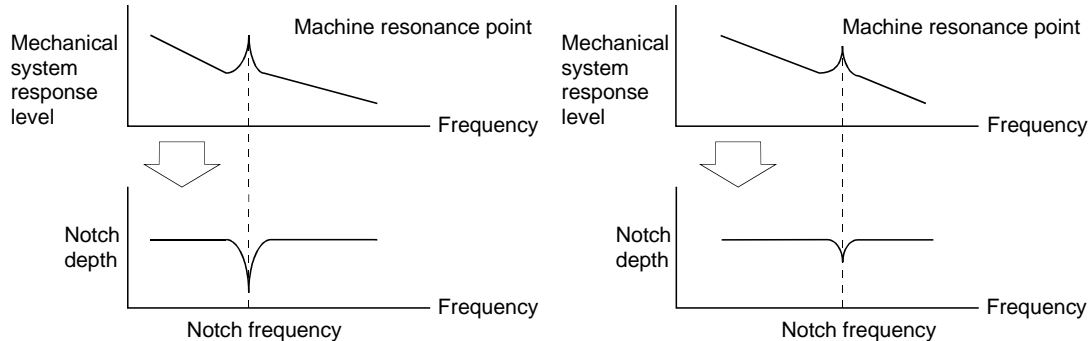 Machine resonance point
Mechanical
system
response
level
Frequency
Notch
depth
Frequency
Notch frequency
Machine resonance point
Mechanical
system
response
level
Frequency
Notch
depth
Frequency
Notch frequency